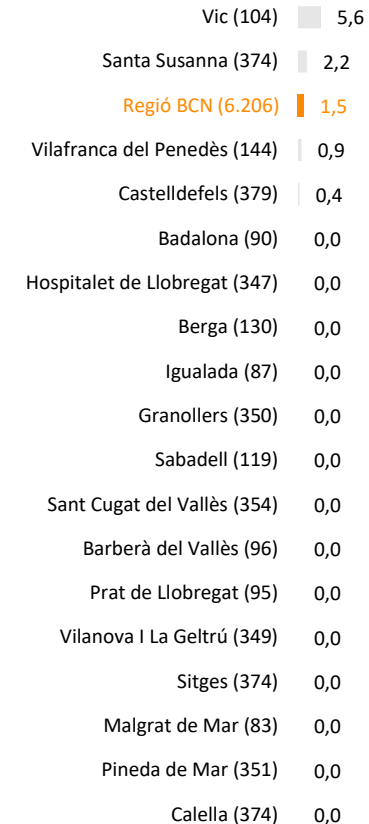 Vic (104) 5,6
Santa Susanna (374) 2,2
Regió BCN (6.206) 1,5
Vilafranca del Penedès (144) 0,9
Castelldefels (379) 0,4
Badalona (90) 0,0
Hospitalet de Llobregat (347) 0,0
Berga (130) 0,0
Igualada (87) 0,0
Granollers (350) 0,0
Sabadell (119) 0,0
Sant Cugat del Vallès (354) 0,0
Barberà del Vallès (96) 0,0
Prat de Llobregat (95) 0,0
Vilanova I La Geltrú (349) 0,0
Sitges (374) 0,0
Malgrat de Mar (83) 0,0
Pineda de Mar (351) 0,0
Calella (374) 0,0